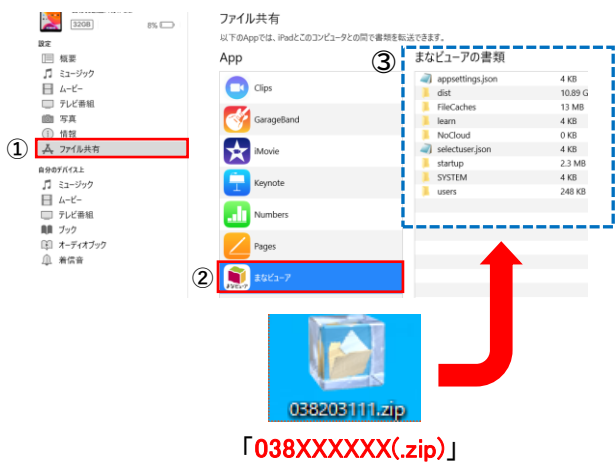 32GB
8%
設定
概要
ミュージック
ムービー
テレビ番組
写真
情報
① ファイル共有
自分のデバイス上
ミュージック
ムービー
テレビ番組
ブック
オーディオブック
着信音
ファイル共有
以下のAppでは、iPadとこのコンピュータとの間で書類を転送できます。
App
Clips
GarageBand
iMovie
Keynote
Numbers
Pages
② まなビューア
まなビューア
③ まなビューアの書類
appsettings.json 4 KB
dist 10.89 G
FileCaches 13 MB
learn 4 KB
NoCloud 0 KB
selectuser.json 4 KB
startup 2.3 MB
SYSTEM 4 KB
users 248 KB
038203111.zip
「038XXXXXX(.zip)」